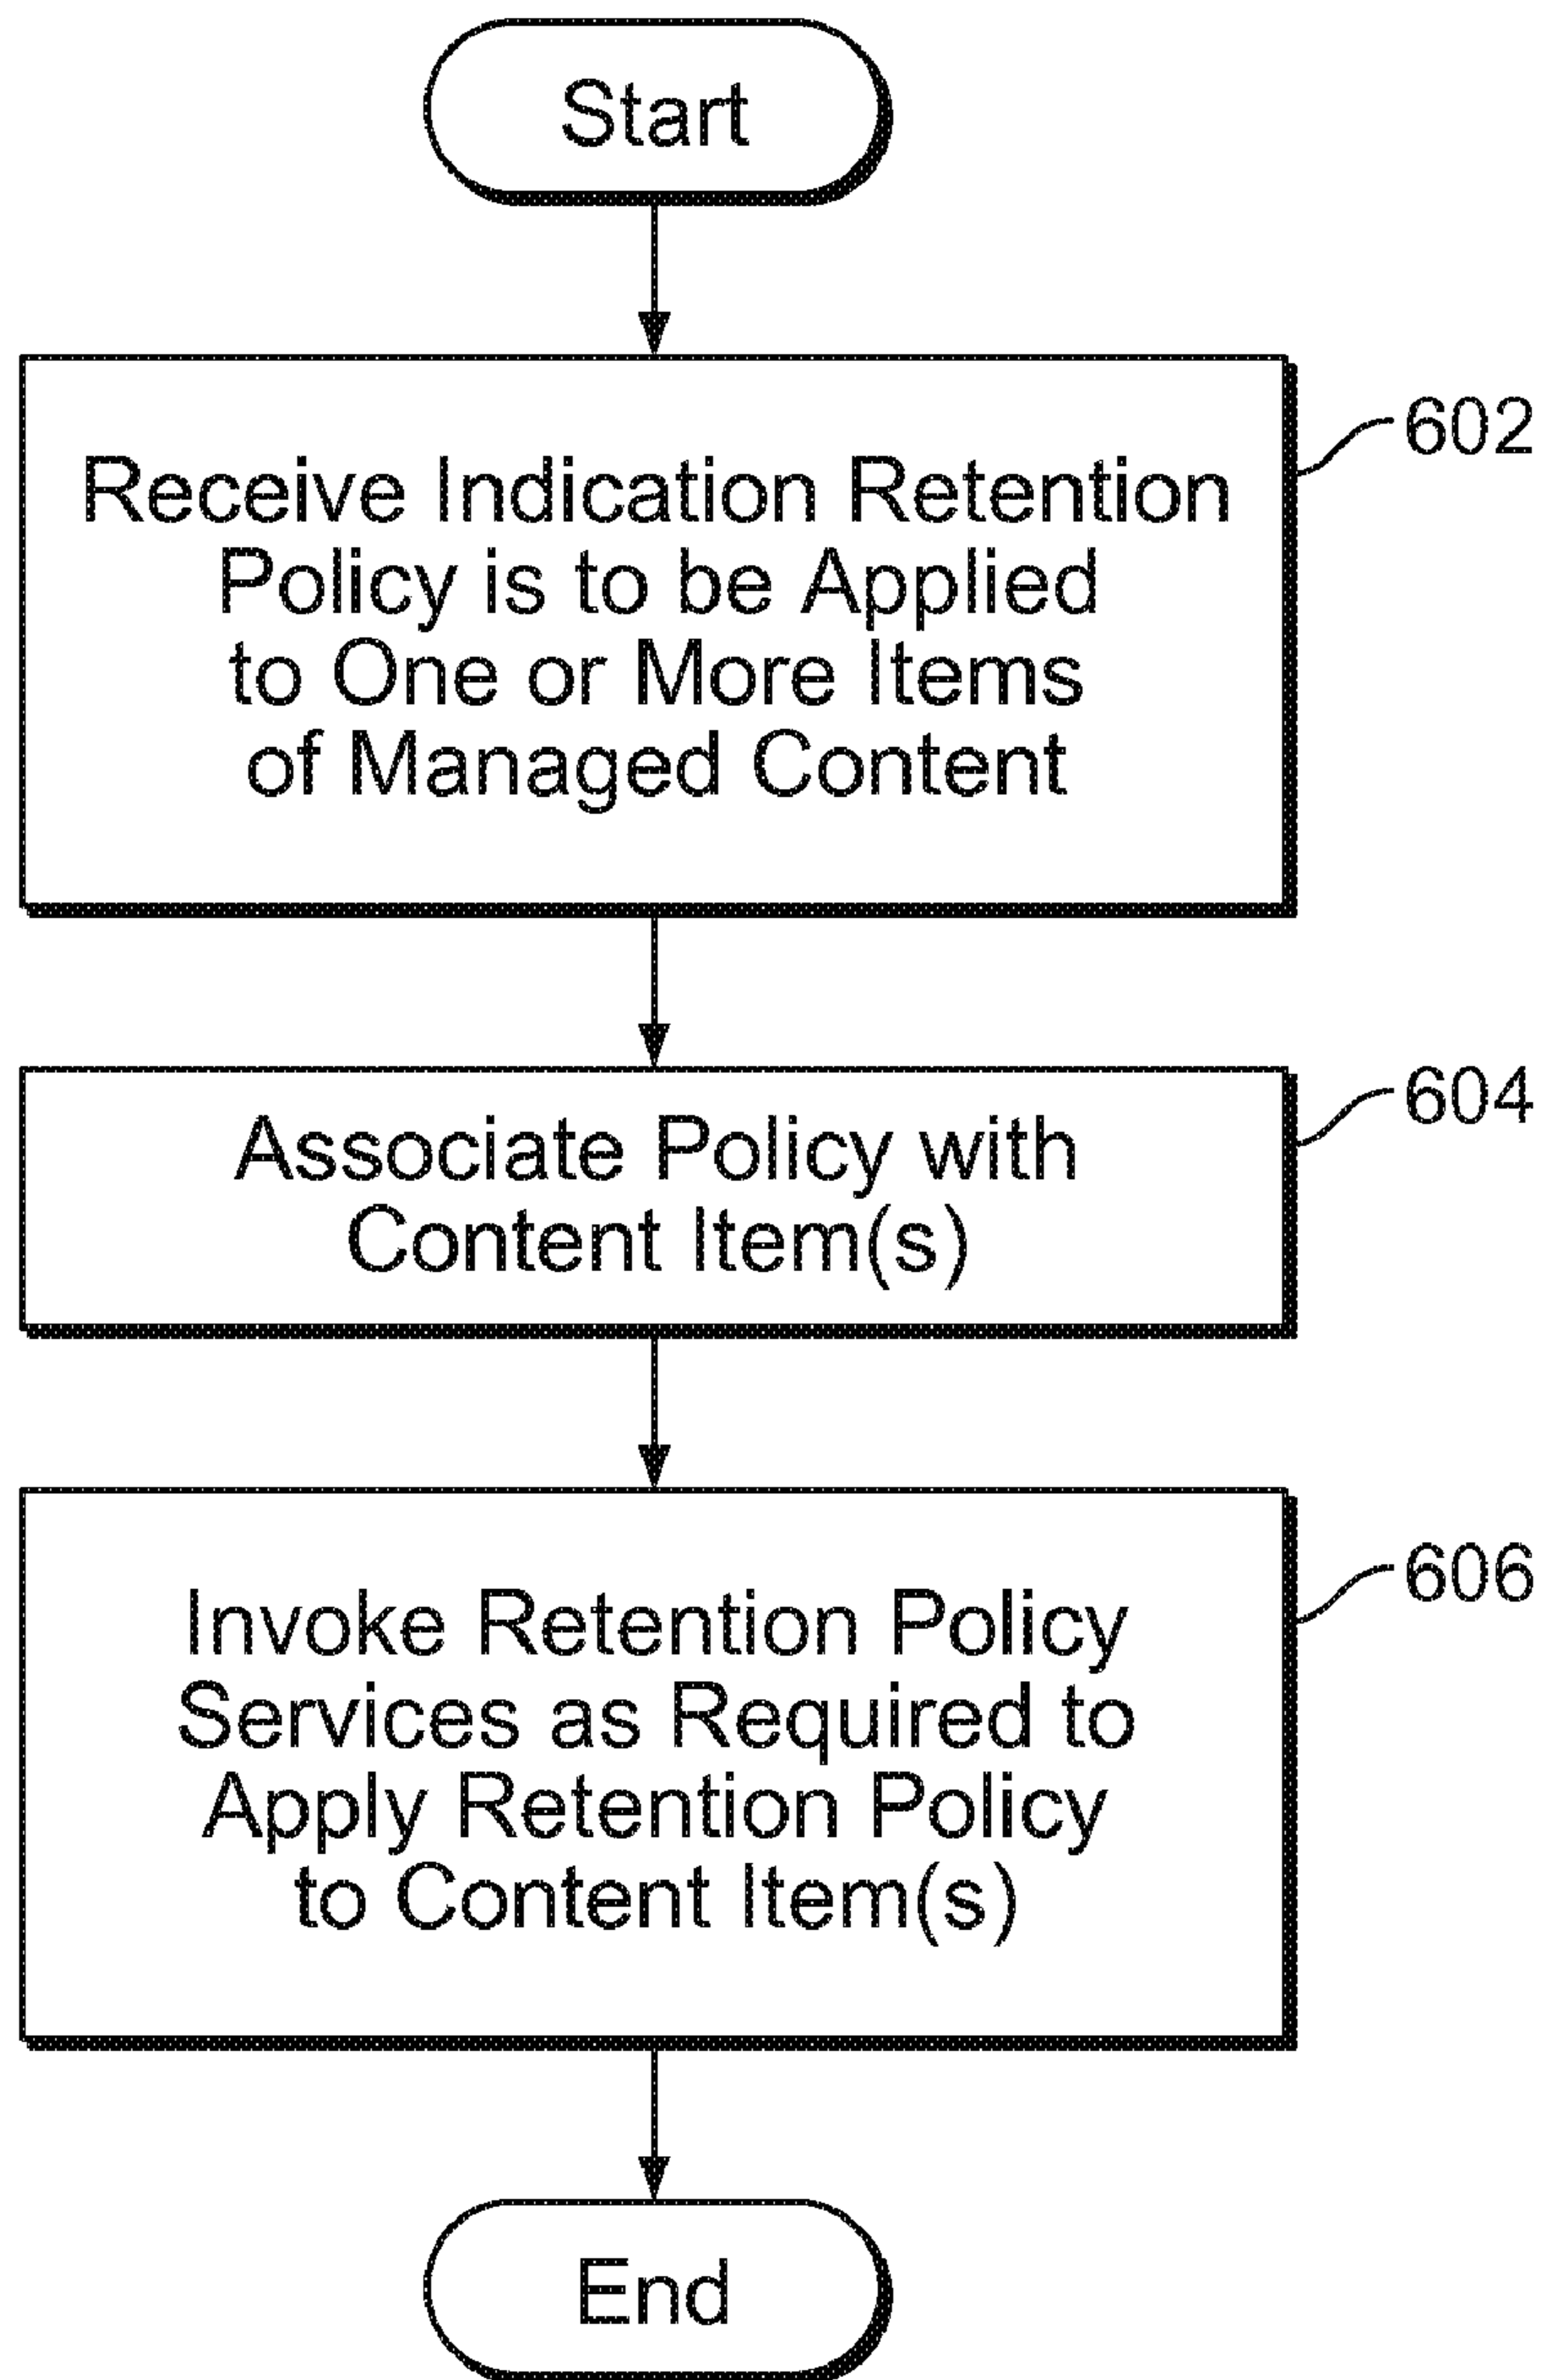 Start
Receive Indication Retention
Policy is to be Applied
to One or More Items
of Managed Content
602
Associate Policy with
Content Item(s)
604
Invoke Retention Policy
Services as Required to
Apply Retention Policy
to Content Item(s)
606
End